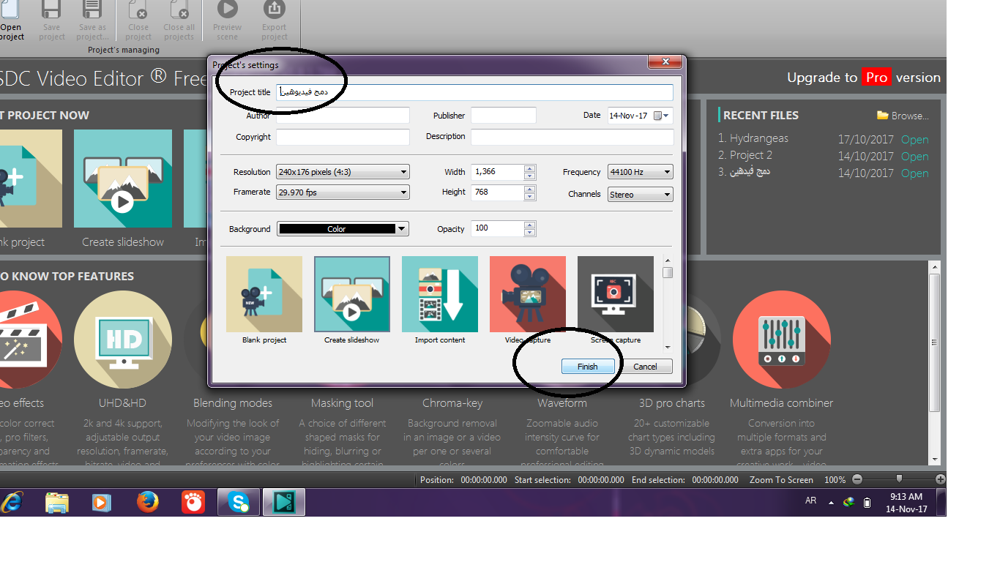 Open project
Save project
Save as project...
Close project
Close all projects
Preview scene
Export project
Project's managing
SDC Video Editor ® Free
Upgrade to Pro version
T PROJECT NOW
nk project
Create slideshow
Im
RECENT FILES
Browse...
1. Hydrangeas 17/10/2017 Open
2. Project 2 14/10/2017 Open
3. دمج فيدهين 14/10/2017 Open
Project's settings
Project title دمج فيديوهين
Author
Publisher
Date 14-Nov -17
Copyright
Description
Resolution 240x176 pixels (4:3)
Width 1,366
Frequency 44100 Hz
Framerate 29.970 fps
Height 768
Channels Stereo
Background Color
Opacity 100
NEW
REC
Blank project
Create slideshow
Import content
Video capture
Screen capture
Finish
Cancel
O KNOW TOP FEATURES
HD
eo effects
color correct
, pro filters,
parency and
mation effects
UHD&HD
2k and 4k support,
adjustable output
resolution, framerate,
bitrate, video and
Blending modes
Modifying the look of
your video image
according to your
preferences with color
Masking tool
A choice of different
shaped masks for
hiding, blurring or
highlighting certain
Chroma-key
Background removal
in an image or a video
per one or several
colors
Waveform
Zoomable audio
intensity curve for
comfortable
professional editing
3D pro charts
20+ customizable
chart types including
3D dynamic models
Multimedia combiner
Conversion into
multiple formats and
extra apps for your
creative work – video
Position: 00:00:00.000 Start selection: 00:00:00.000 End selection: 00:00:00.000 Zoom To Screen 100%
AR
9:13 AM
14-Nov-17